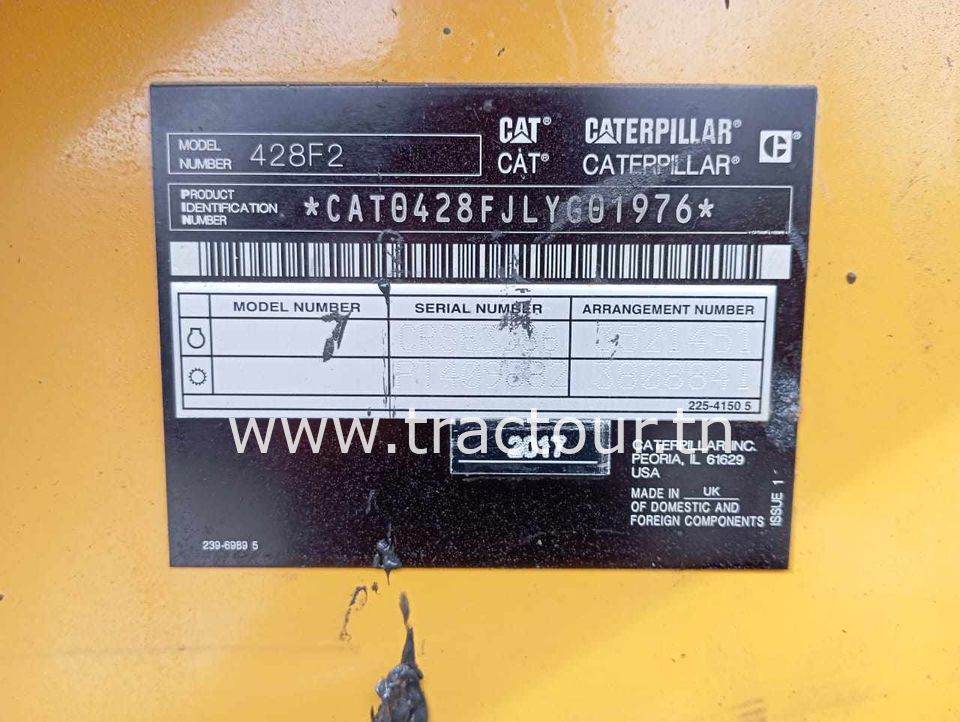 MODEL NUMBER 428F2
CAT® CATERPILLAR®
CAT® CATERPILLAR®
PRODUCT IDENTIFICATION NUMBER *CAT0428FJLYG01976*
MODEL NUMBER SERIAL NUMBER ARRANGEMENT NUMBER
225-4150 5
www.tractour.tn
2017
CATERPILLAR INC.
PEORIA, IL 61629
USA
MADE IN UK
OF DOMESTIC AND
FOREIGN COMPONENTS
ISSUE 1
239-6989 5